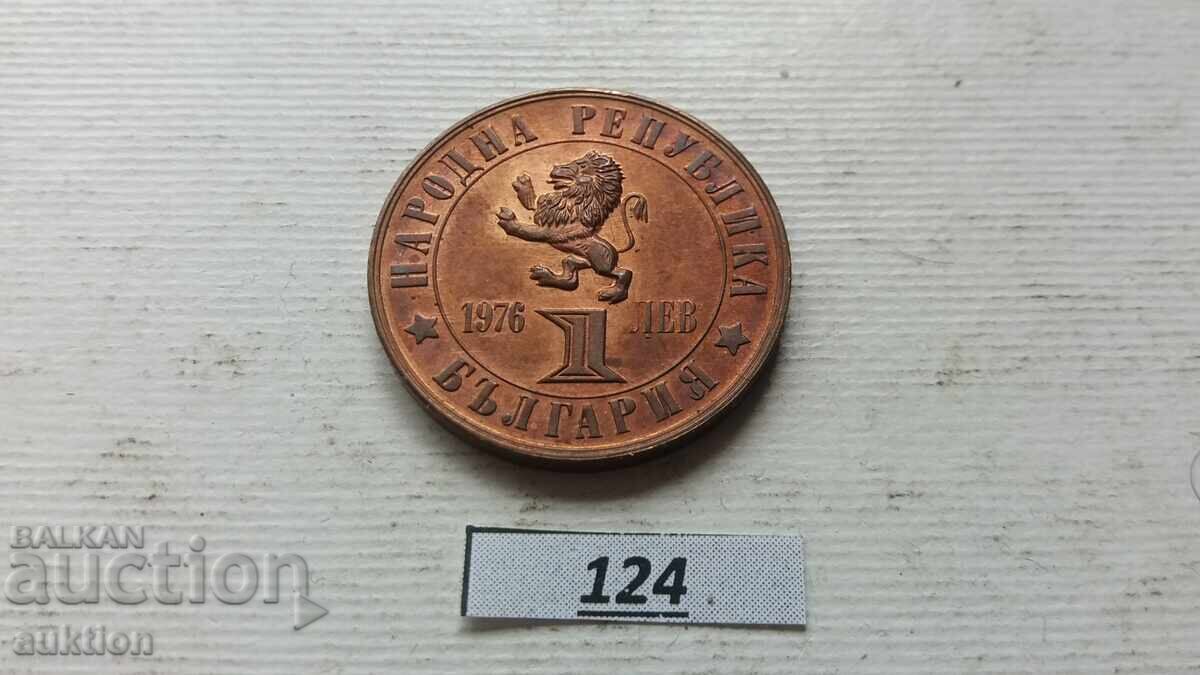 НАРОДНА РЕПУБЛИКА
1976 1 ЛЕВ
★ БЪЛГАРИЯ ★
124
BALKAN
auction
auktion